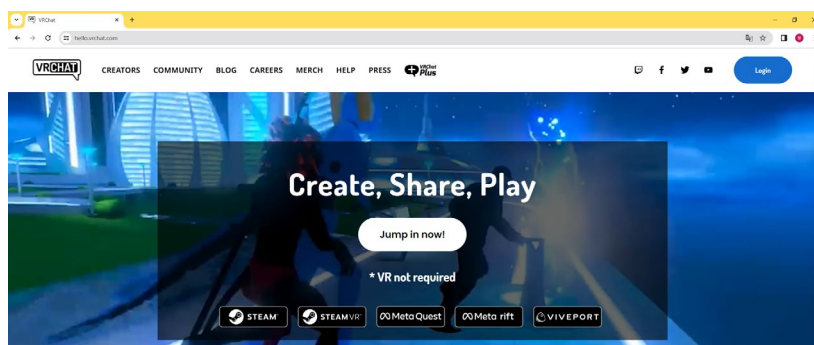 VRChat
hello.vrchat.com
VRCHAT CREATORS COMMUNITY BLOG CAREERS MERCH HELP PRESS VRChat Plus Login
Create, Share, Play
Jump in now!
* VR not required
STEAM STEAMVR Meta Quest Meta rift VIVEPORT